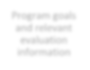 Program goals
and relevant
evaluation
information